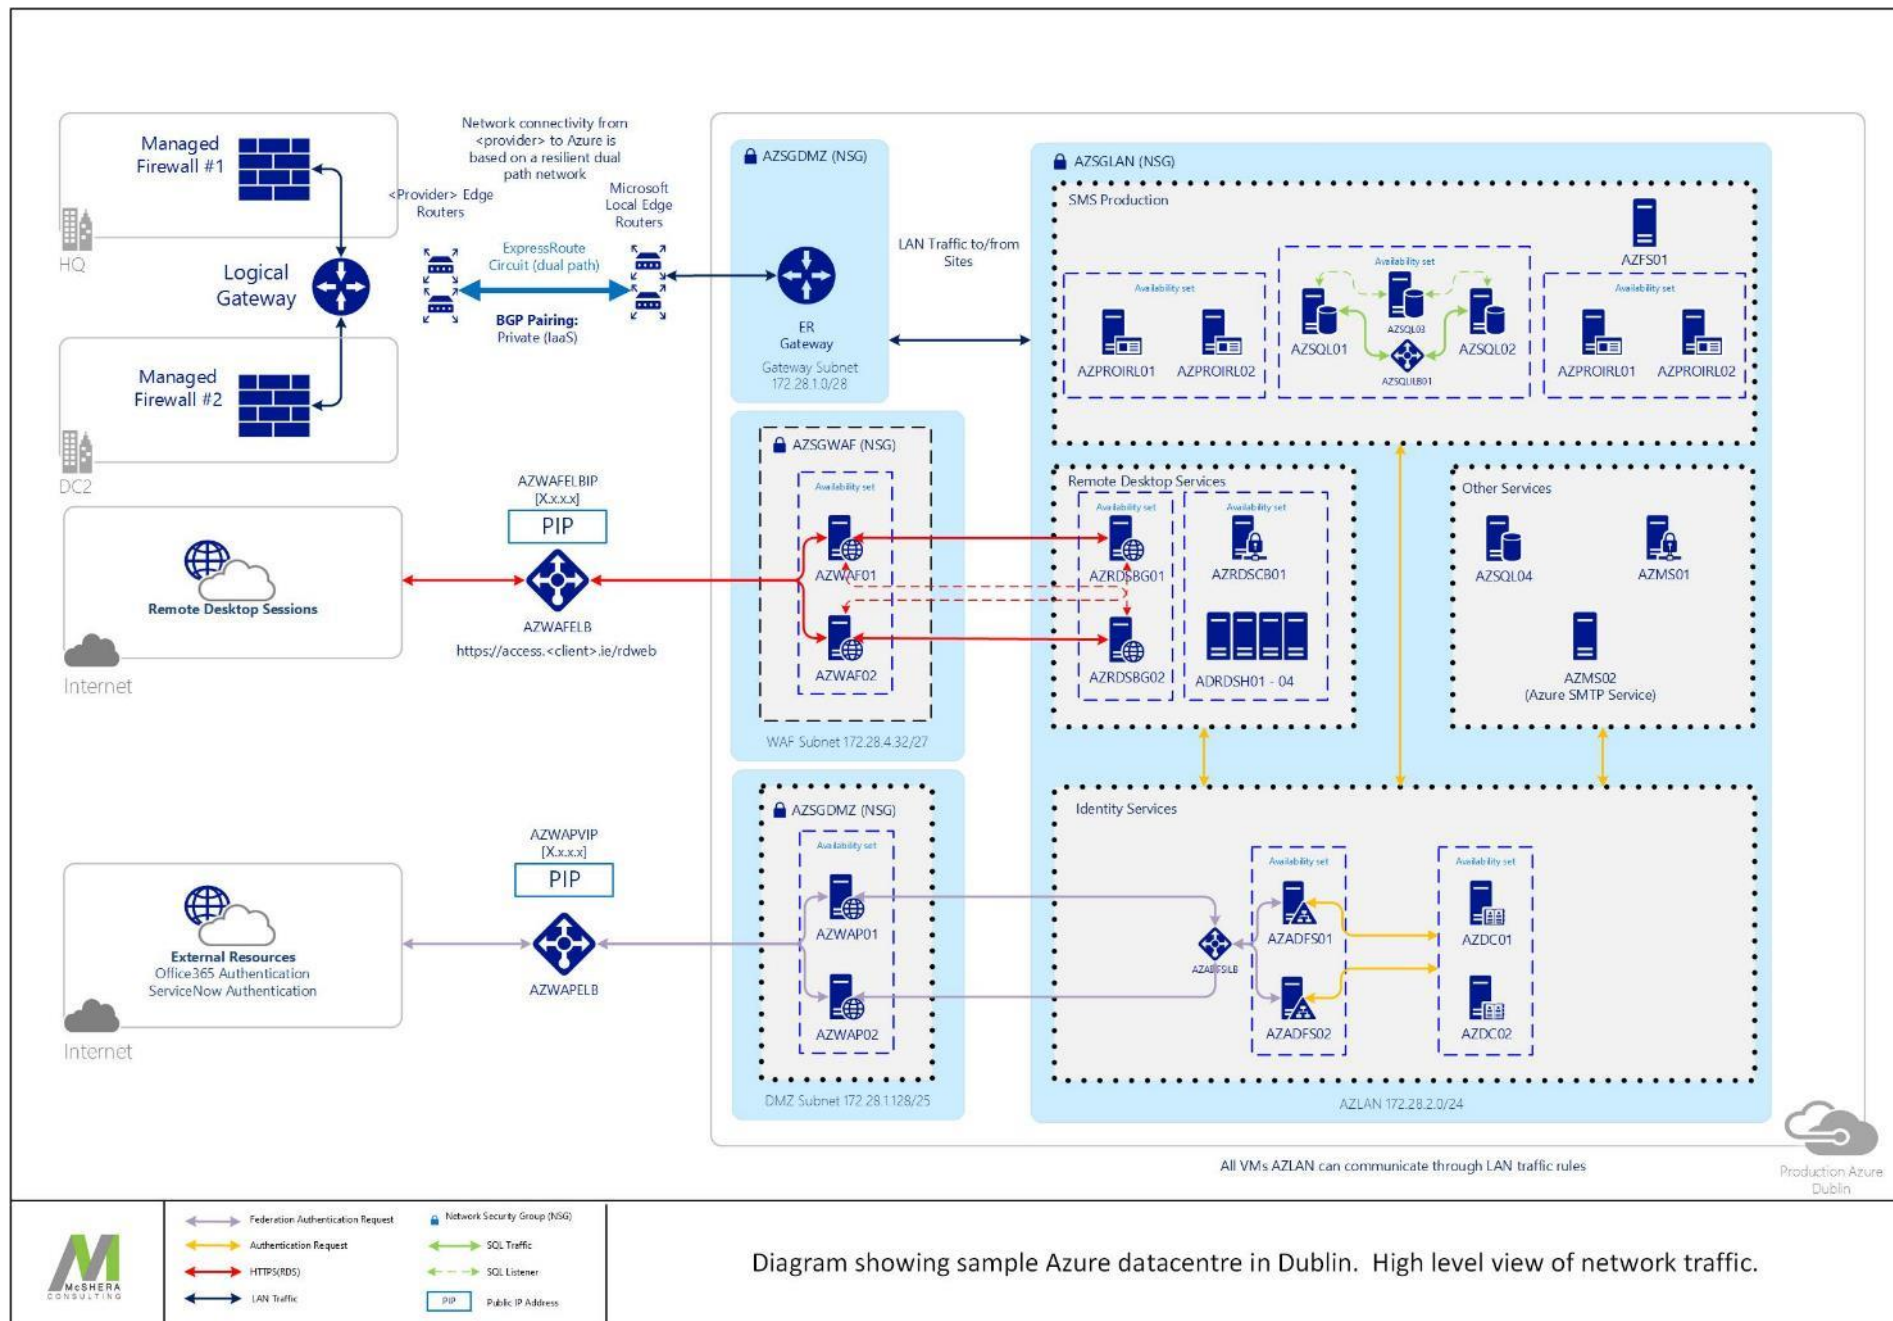 Managed
Firewall #1
HQ
Logical
Gateway
Managed
Firewall #2
DC2
Network connectivity from
<provider> to Azure is
based on a resilient dual
path network
<Provider> Edge
Routers
Microsoft
Local Edge
Routers
ExpressRoute
Circuit (dual path)
BGP Pairing:
Private (IaaS)
AZSGDMZ (NSG)
ER
Gateway
Gateway Subnet
172.28.1.0/28
LAN Traffic to/from
Sites
AZSGLAN (NSG)
SMS Production
AZFS01
Availability set
AZPROIRL01
AZPROIRL02
Availability set
AZSQL01
AZSQL03
AZSQL02
AZSQLILB01
Availability set
AZPROIRL01
AZPROIRL02
Remote Desktop Sessions
Internet
AZWAFELBIP
[X.x.x.x]
PIP
AZWAFELB
https://access.<client>.ie/rdweb
AZSGWAF (NSG)
Availability set
AZWAF01
AZWAF02
WAF Subnet 172.28.4.32/27
Remote Desktop Services
Availability set
AZRDSBG01
AZRDSBG02
Availability set
AZRDSCB01
ADRDSH01 - 04
Other Services
AZSQL04
AZMS01
AZMS02
(Azure SMTP Service)
External Resources
Office365 Authentication
ServiceNow Authentication
Internet
AZWAPVIP
[X.x.x.x]
PIP
AZWAPELB
AZSGDMZ (NSG)
Availability set
AZWAP01
AZWAP02
DMZ Subnet 172.28.1.128/25
Identity Services
AZADFSILB
Availability set
AZADFS01
AZADFS02
Availability set
AZDC01
AZDC02
AZLAN 172.28.2.0/24
All VMs AZLAN can communicate through LAN traffic rules
Production Azure
Dublin
M
McSHERA
CONSULTING
Federation Authentication Request
Authentication Request
HTTPS(RDS)
LAN Traffic
Network Security Group (NSG)
SQL Traffic
SQL Listener
PIP Public IP Address
Diagram showing sample Azure datacentre in Dublin. High level view of network traffic.